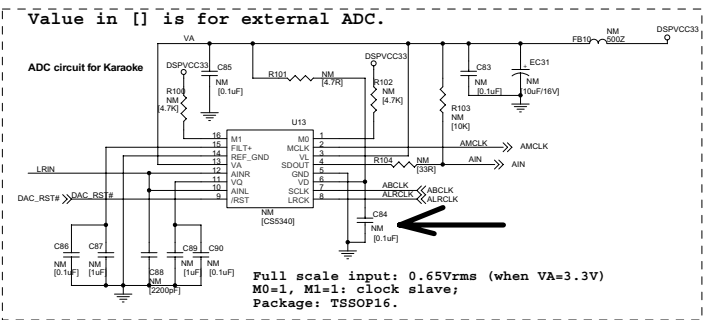 Value in [] is for external ADC.
VA
FB10
NM
500Z
DSPVCC33
ADC circuit for Karaoke
DSPVCC33
C85
NM
[0.1uF]
R101
NM
[4.7R]
DSPVCC33
R102
NM
[4.7K]
C83
NM
[0.1uF]
EC31
+
NM
[10uF/16V]
R100
NM
[4.7K]
R103
NM
[10K]
U13
16
M1
M0
1
15
FILT+
MCLK
2
AMCLK
AMCLK
14
REF_GND
VL
3
13
VA
SDOUT
4
R104
NM
[33R]
AIN
AIN
LRIN
12
AINR
GND
5
11
VQ
VD
6
10
AINL
SCLK
7
ABCLK
ABCLK
DAC_RST#
DAC_RST#
9
/RST
LRCK
8
ALRCLK
ALRCLK
NM
[CS5340]
C84
NM
[0.1uF]
C86
NM
[0.1uF]
C87
NM
[1uF]
C88
NM
[2200pF]
C89
NM
[1uF]
C90
NM
[0.1uF]
Full scale input: 0.65Vrms (when VA=3.3V)
M0=1, M1=1: clock slave;
Package: TSSOP16.